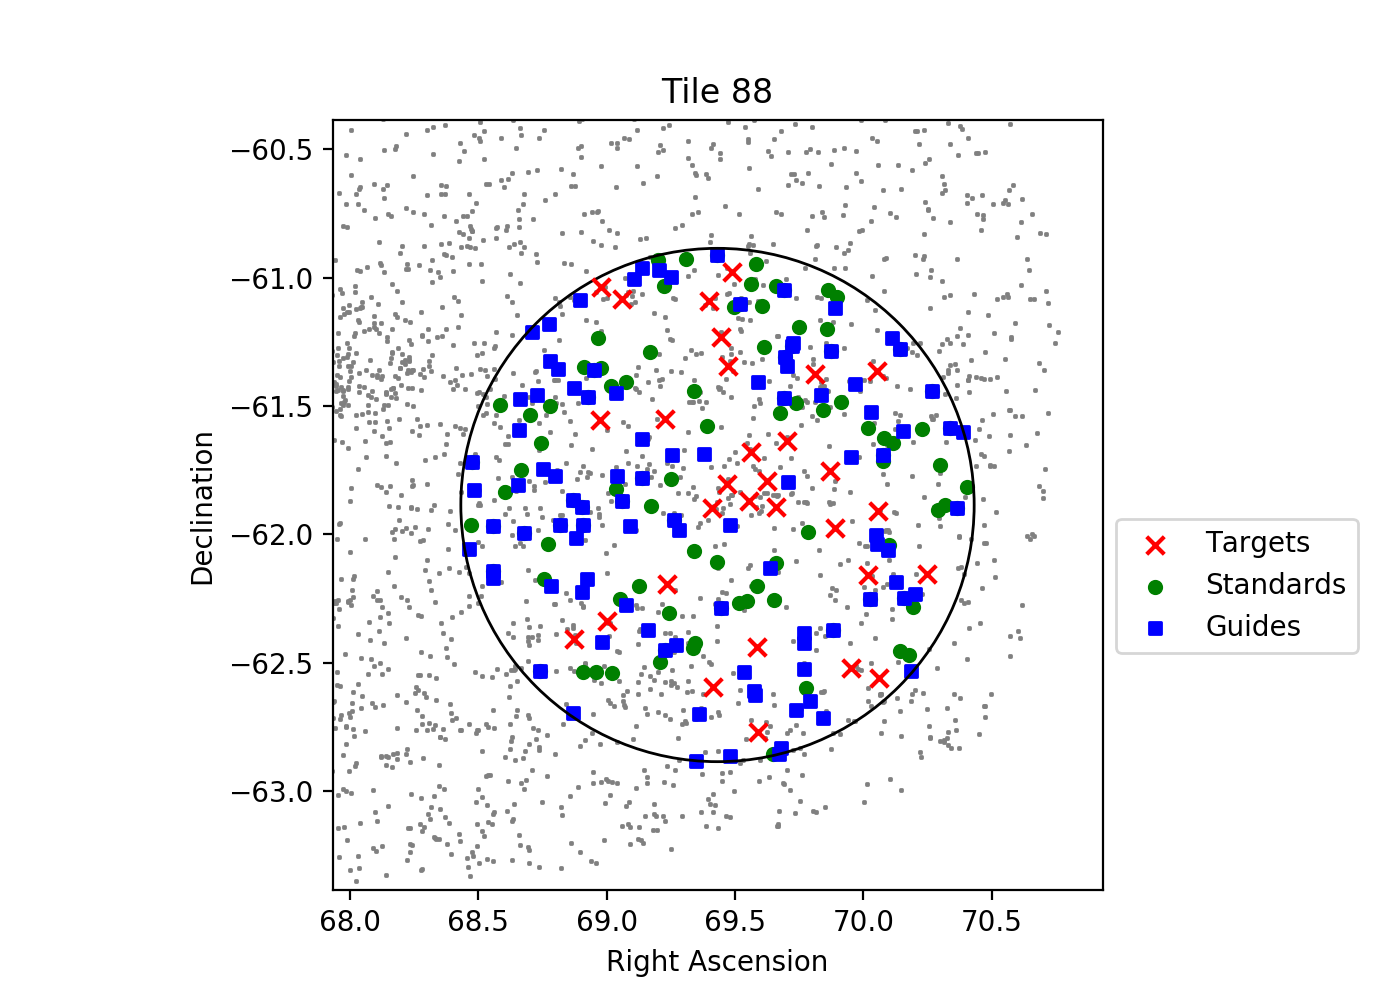 Tile 88
−60.5
−61.0
−61.5
−62.0
−62.5
−63.0
Declination
68.0 68.5 69.0 69.5 70.0 70.5
Right Ascension
Targets
Standards
Guides